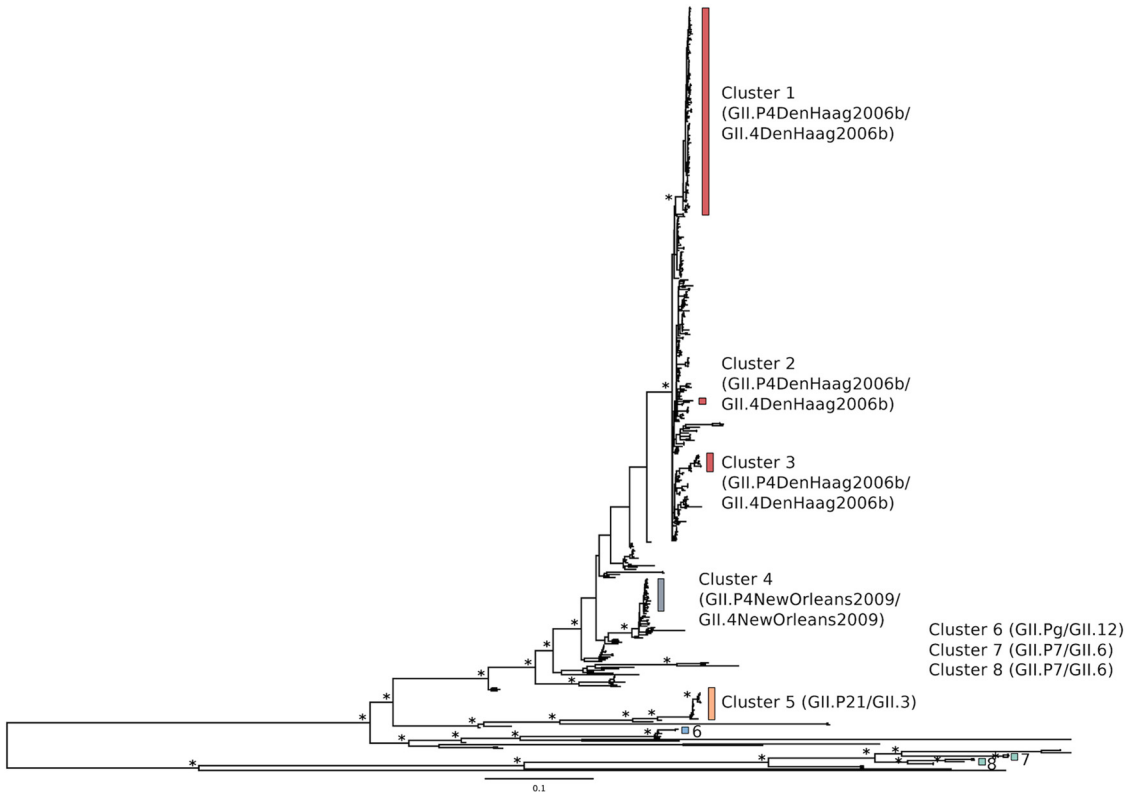 Cluster 1
(GII.P4DenHaag2006b/
GII.4DenHaag2006b)
Cluster 2
(GII.P4DenHaag2006b/
GII.4DenHaag2006b)
Cluster 3
(GII.P4DenHaag2006b/
GII.4DenHaag2006b)
Cluster 4
(GII.P4NewOrleans2009/
GII.4NewOrleans2009)
Cluster 6 (GII.Pg/GII.12)
Cluster 7 (GII.P7/GII.6)
Cluster 8 (GII.P7/GII.6)
Cluster 5 (GII.P21/GII.3)
6
7
8
0.1